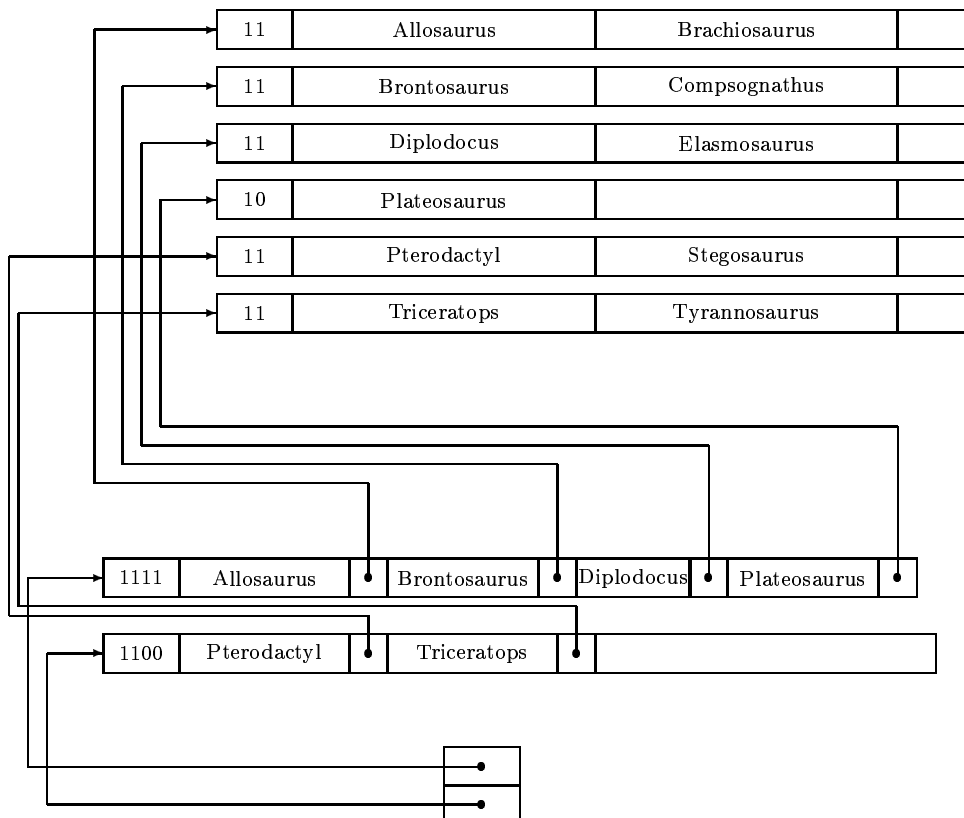 11 Allosaurus Brachiosaurus
11 Brontosaurus Compsognathus
11 Diplodocus Elasmosaurus
10 Plateosaurus
11 Pterodactyl Stegosaurus
11 Triceratops Tyrannosaurus
1111 Allosaurus Brontosaurus Diplodocus Plateosaurus
1100 Pterodactyl Triceratops